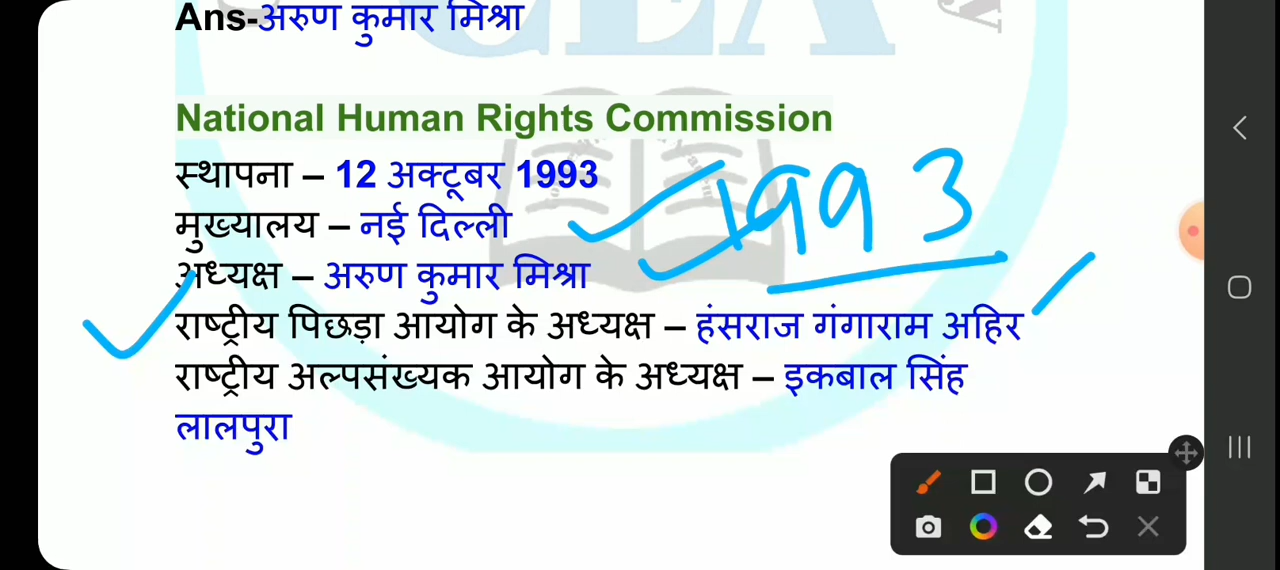 Ans-अरुण कुमार मिश्रा
National Human Rights Commission
स्थापना – 12 अक्टूबर 1993
मुख्यालय – नई दिल्ली
1993
अध्यक्ष – अरुण कुमार मिश्रा
राष्ट्रीय पिछड़ा आयोग के अध्यक्ष – हंसराज गंगाराम अहिर
राष्ट्रीय अल्पसंख्यक आयोग के अध्यक्ष – इकबाल सिंह
लालपुरा